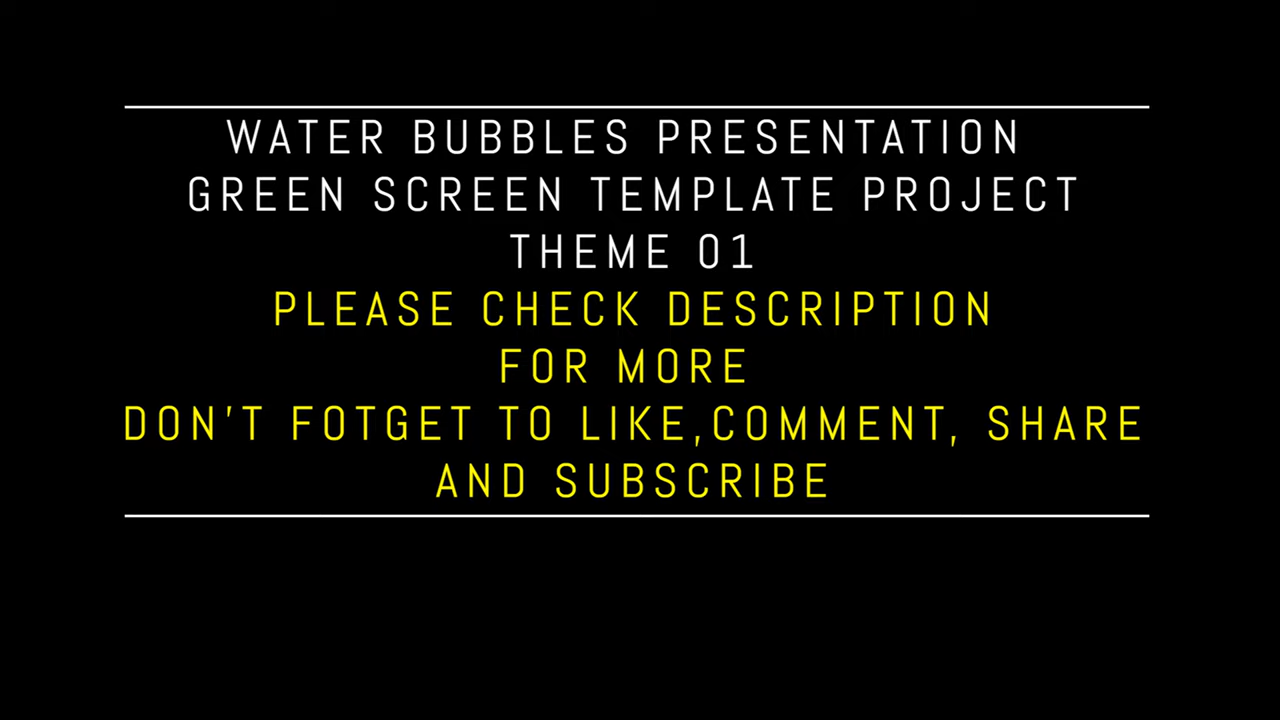 WATER BUBBLES PRESENTATION
GREEN SCREEN TEMPLATE PROJECT
THEME 01
PLEASE CHECK DESCRIPTION
FOR MORE
DON'T FOTGET TO LIKE,COMMENT, SHARE
AND SUBSCRIBE